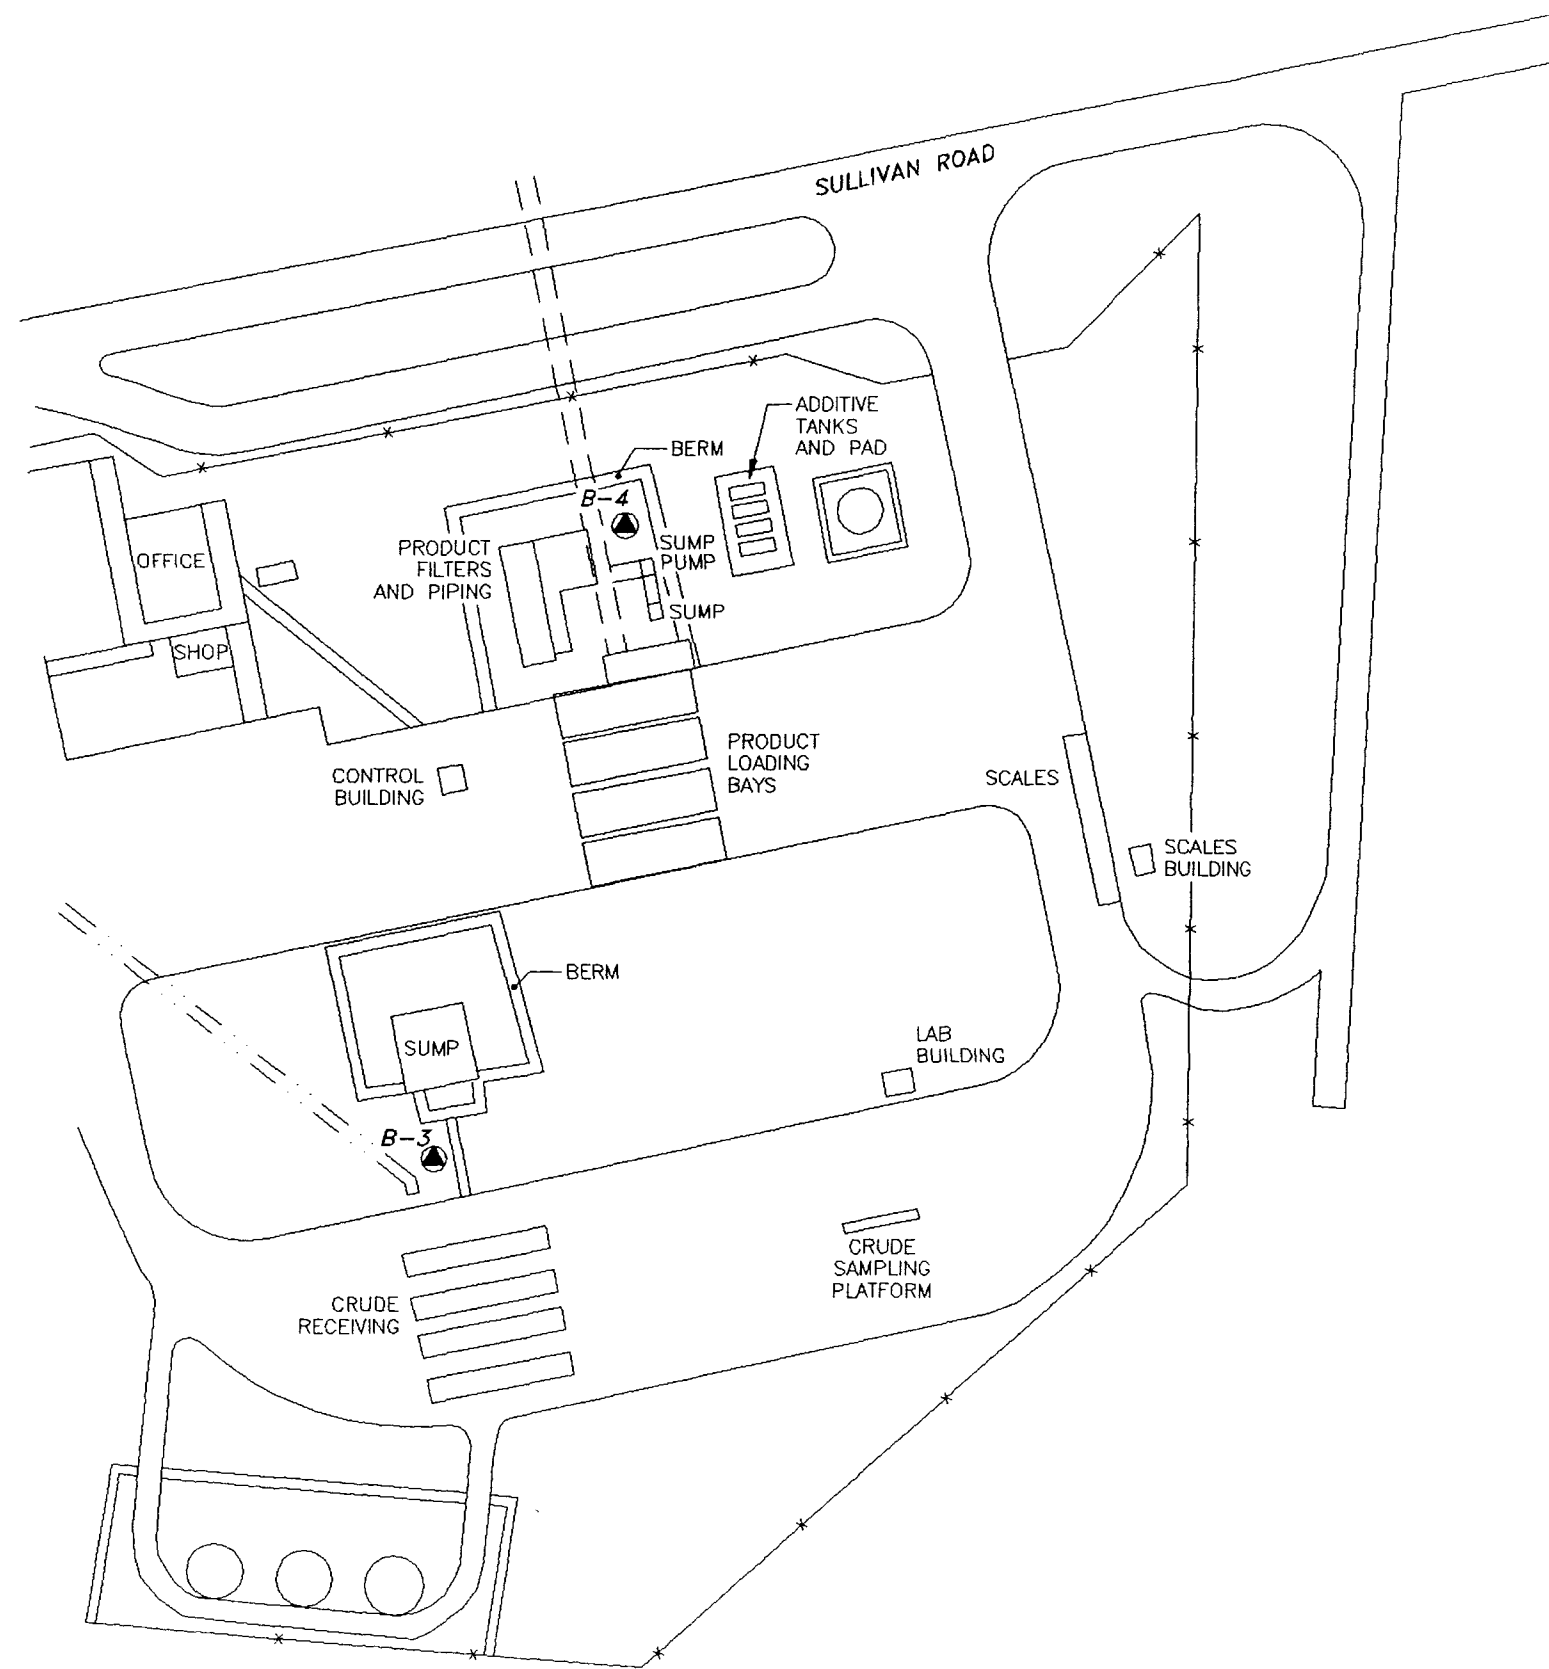 SULLIVAN ROAD
ADDITIVE
TANKS
AND PAD
BERM
B-4
PRODUCT
FILTERS
AND PIPING
SUMP
PUMP
SUMP
OFFICE
SHOP
CONTROL
BUILDING
PRODUCT
LOADING
BAYS
SCALES
SCALES
BUILDING
BERM
SUMP
LAB
BUILDING
B-3
CRUDE
SAMPLING
PLATFORM
CRUDE
RECEIVING